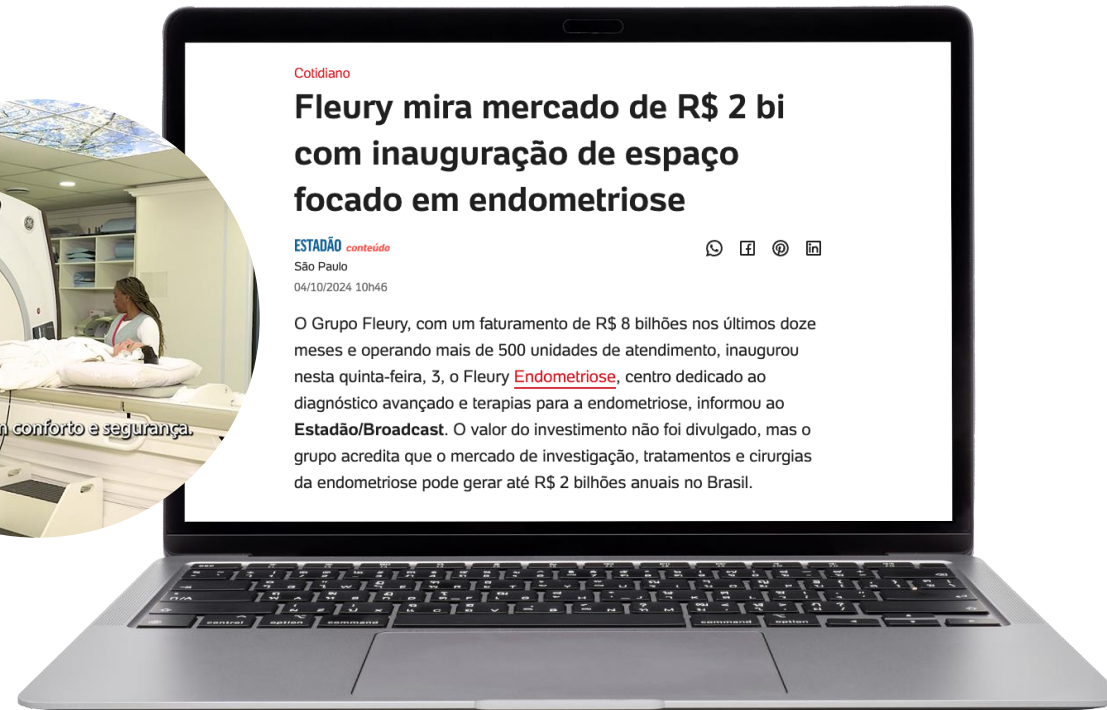 Cotidiano
Fleury mira mercado de R$ 2 bi
com inauguração de espaço
focado em endometriose
ESTADÃO conteúdo
São Paulo
04/10/2024 10h46
O Grupo Fleury, com um faturamento de R$ 8 bilhões nos últimos doze
meses e operando mais de 500 unidades de atendimento, inaugurou
nesta quinta-feira, 3, o Fleury Endometriose, centro dedicado ao
diagnóstico avançado e terapias para a endometriose, informou ao
Estadão/Broadcast. O valor do investimento não foi divulgado, mas o
grupo acredita que o mercado de investigação, tratamentos e cirurgias
da endometriose pode gerar até R$ 2 bilhões anuais no Brasil.
conforto e segurança.
control option command command option